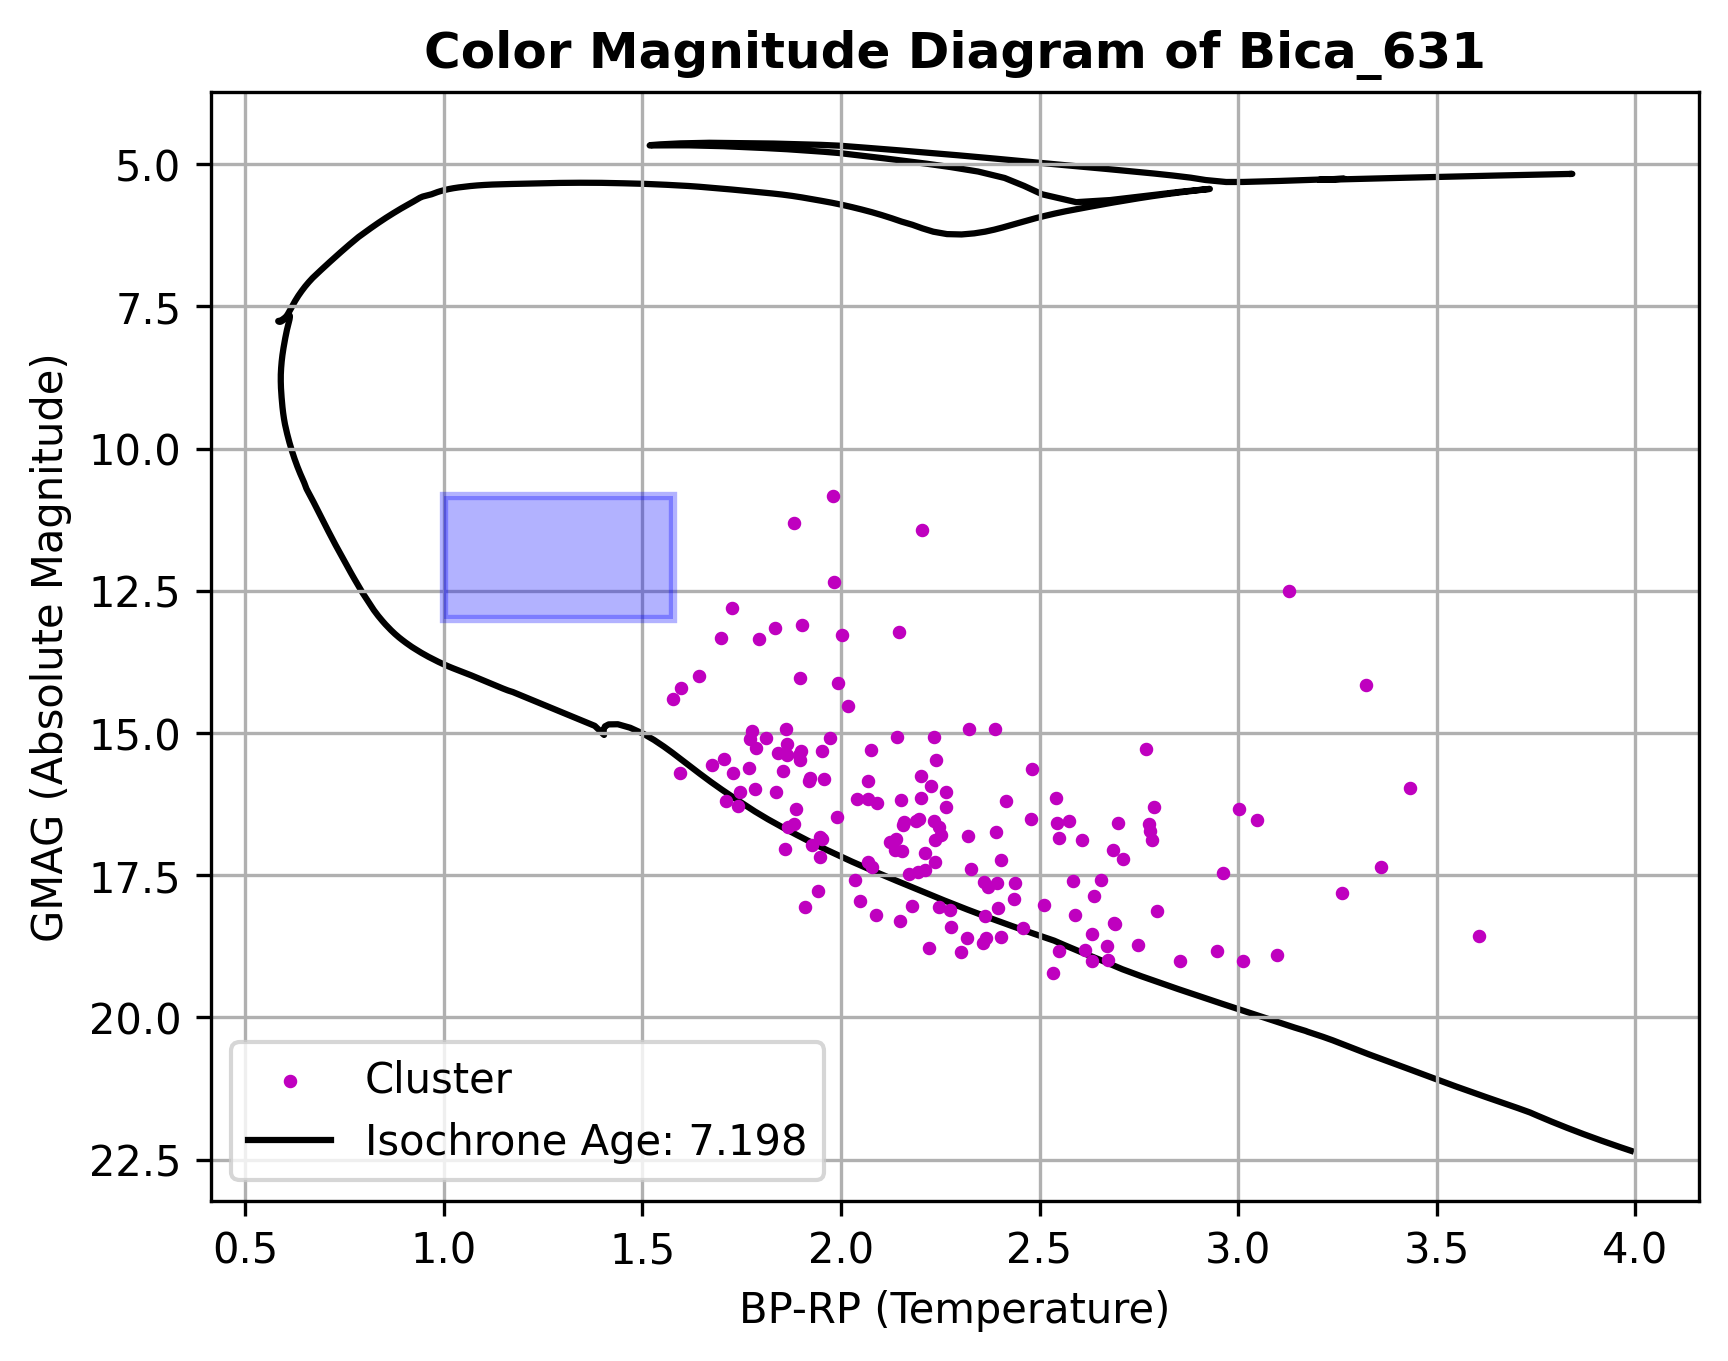 Color Magnitude Diagram of Bica_631
GMAG (Absolute Magnitude)
5.0
7.5
10.0
12.5
15.0
17.5
20.0
22.5
Cluster
Isochrone Age: 7.198
0.5 1.0 1.5 2.0 2.5 3.0 3.5 4.0
BP-RP (Temperature)